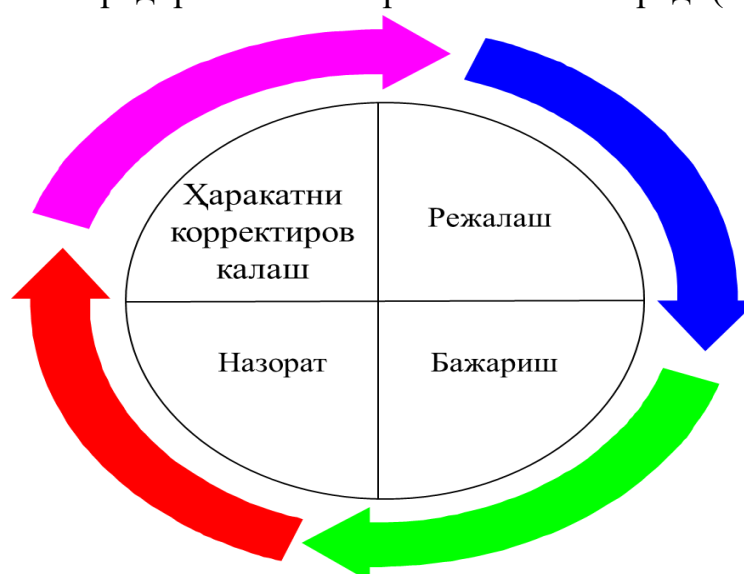 Ҳаракатни
корректиров
калаш
Режалаш
Назорат
Бажариш